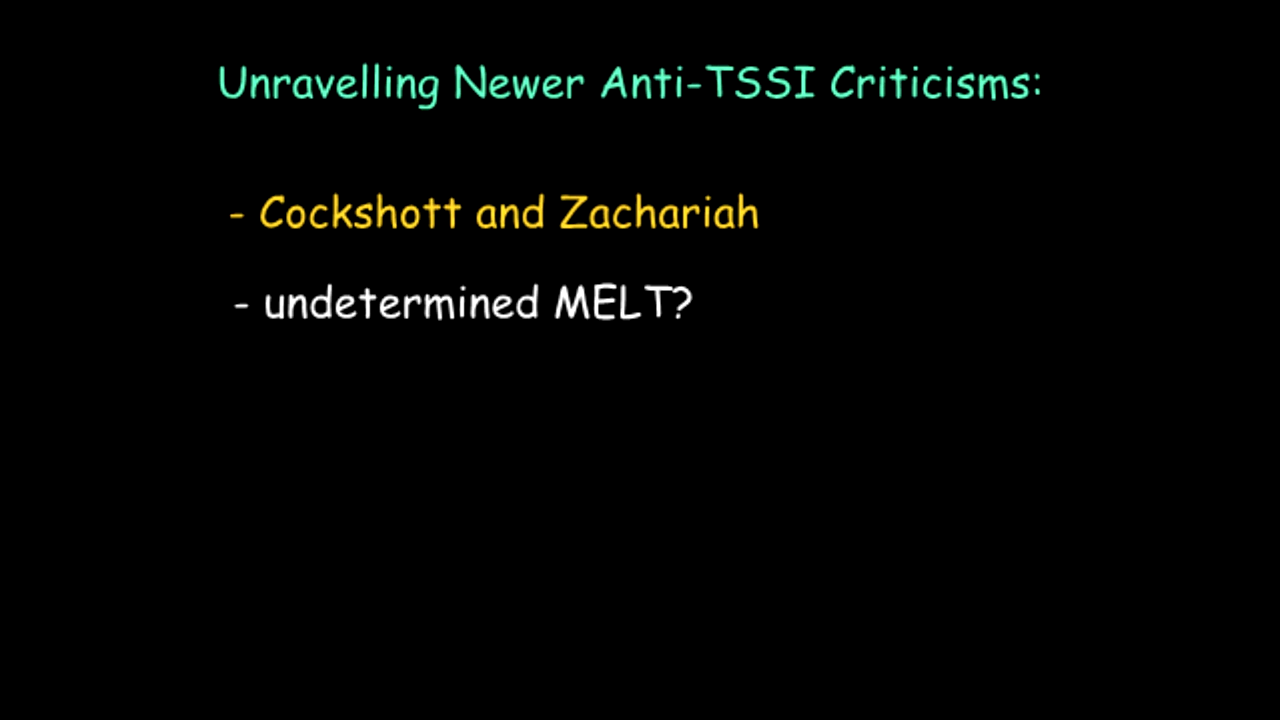 Unravelling Newer Anti-TSSI Criticisms:
- Cockshott and Zachariah
- undetermined MELT?